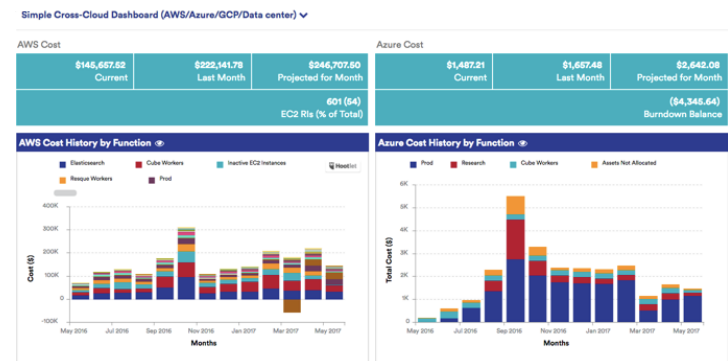 Simple Cross-Cloud Dashboard (AWS/Azure/GCP/Data center)
AWS Cost
$145,657.52
Current
$222,141.78
Last Month
$246,707.50
Projected for Month
601 (54)
EC2 RIs (% of Total)
Azure Cost
$1,487.21
Current
$1,657.48
Last Month
$2,642.08
Projected for Month
($4,345.64)
Burndown Balance
AWS Cost History by Function
Elasticsearch
Cube Workers
Inactive EC2 Instances
Resque Workers
Prod
400K
300K
200K
100K
0
-100K
Cost ($)
May 2016
Jul 2016
Sep 2016
Nov 2016
Jan 2017
Mar 2017
May 2017
Months
Azure Cost History by Function
Prod
Research
Cube Workers
Assets Not Allocated
6K
5K
4K
3K
2K
1K
0
Total Cost ($)
May 2016
Jul 2016
Sep 2016
Nov 2016
Jan 2017
Mar 2017
May 2017
Months